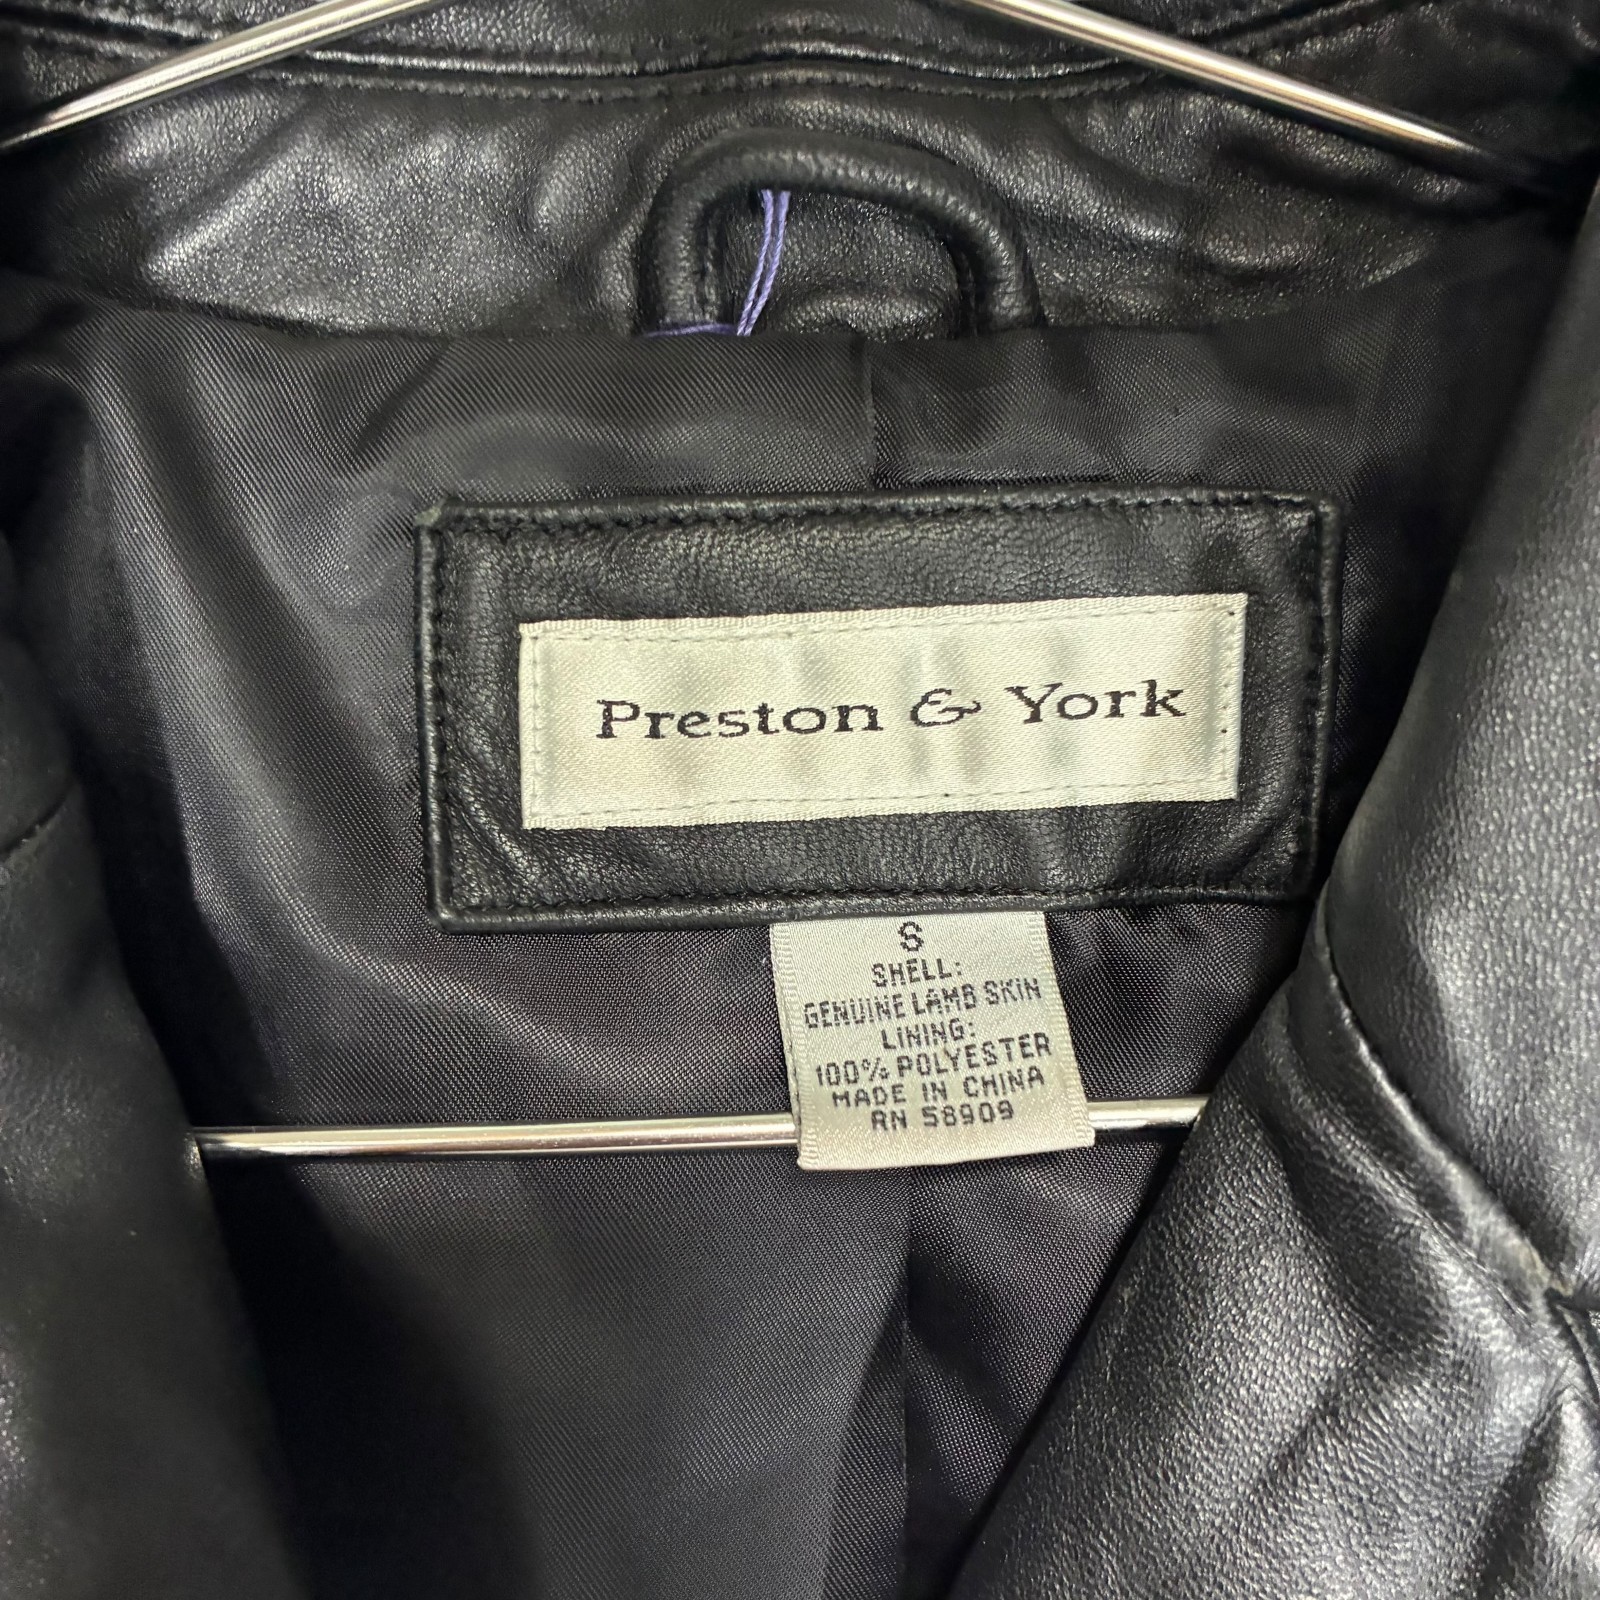 Preston & York
S
SHELL:
GENUINE LAMB SKIN
LINING:
100% POLYESTER
MADE IN CHINA
RN 58909